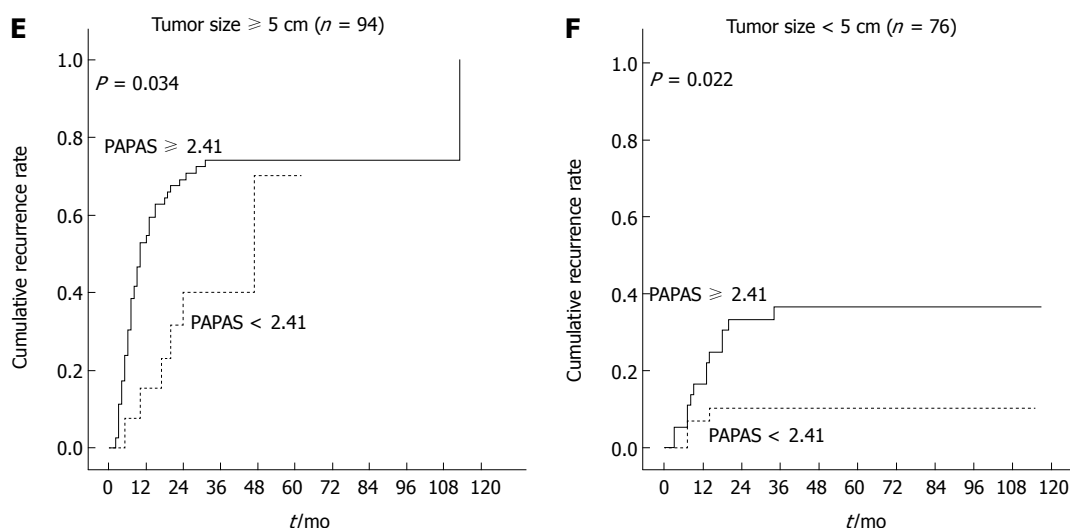 E
Tumor size ⩾ 5 cm (n = 94)
1.0
P = 0.034
0.8
PAPAS ⩾ 2.41
0.6
0.4
PAPAS < 2.41
0.2
0.0
Cumulative recurrence rate
0 12 24 36 48 60 72 84 96 108 120
t/mo
F
Tumor size < 5 cm (n = 76)
1.0
P = 0.022
0.8
0.6
0.4
PAPAS ⩾ 2.41
0.2
PAPAS < 2.41
0.0
Cumulative recurrence rate
0 12 24 36 48 60 72 84 96 108 120
t/mo